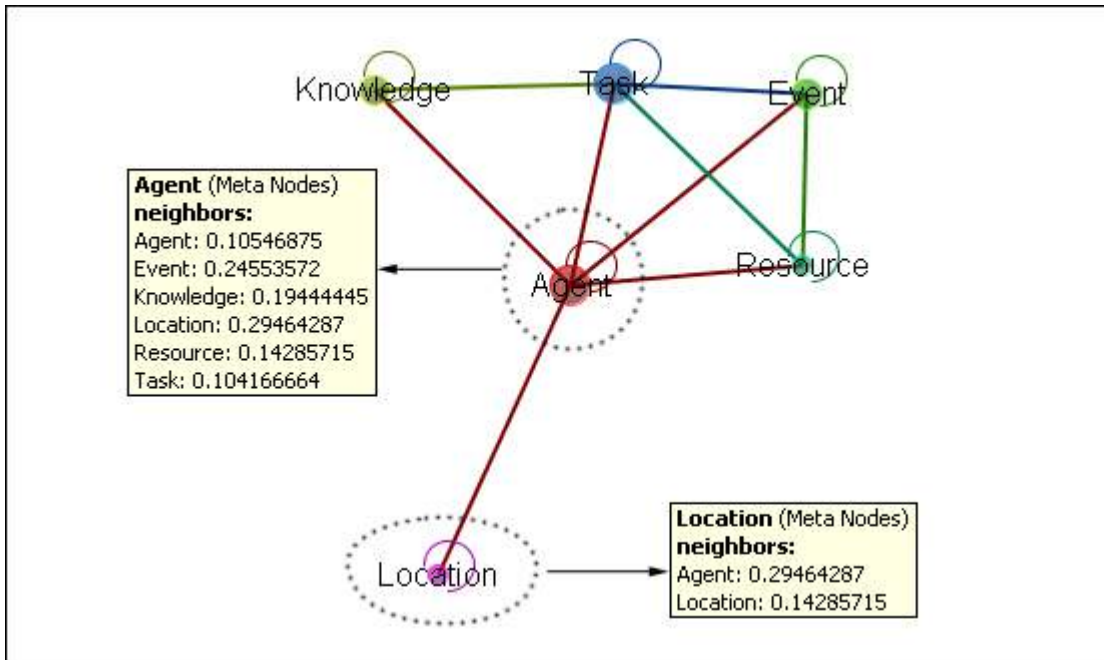 Knowledge
Task
Event
Agent (Meta Nodes)
neighbors:
Agent: 0.10546875
Event: 0.24553572
Knowledge: 0.19444445
Location: 0.29464287
Resource: 0.14285715
Task: 0.104166664
Agent
Resource
Location
Location (Meta Nodes)
neighbors:
Agent: 0.29464287
Location: 0.14285715